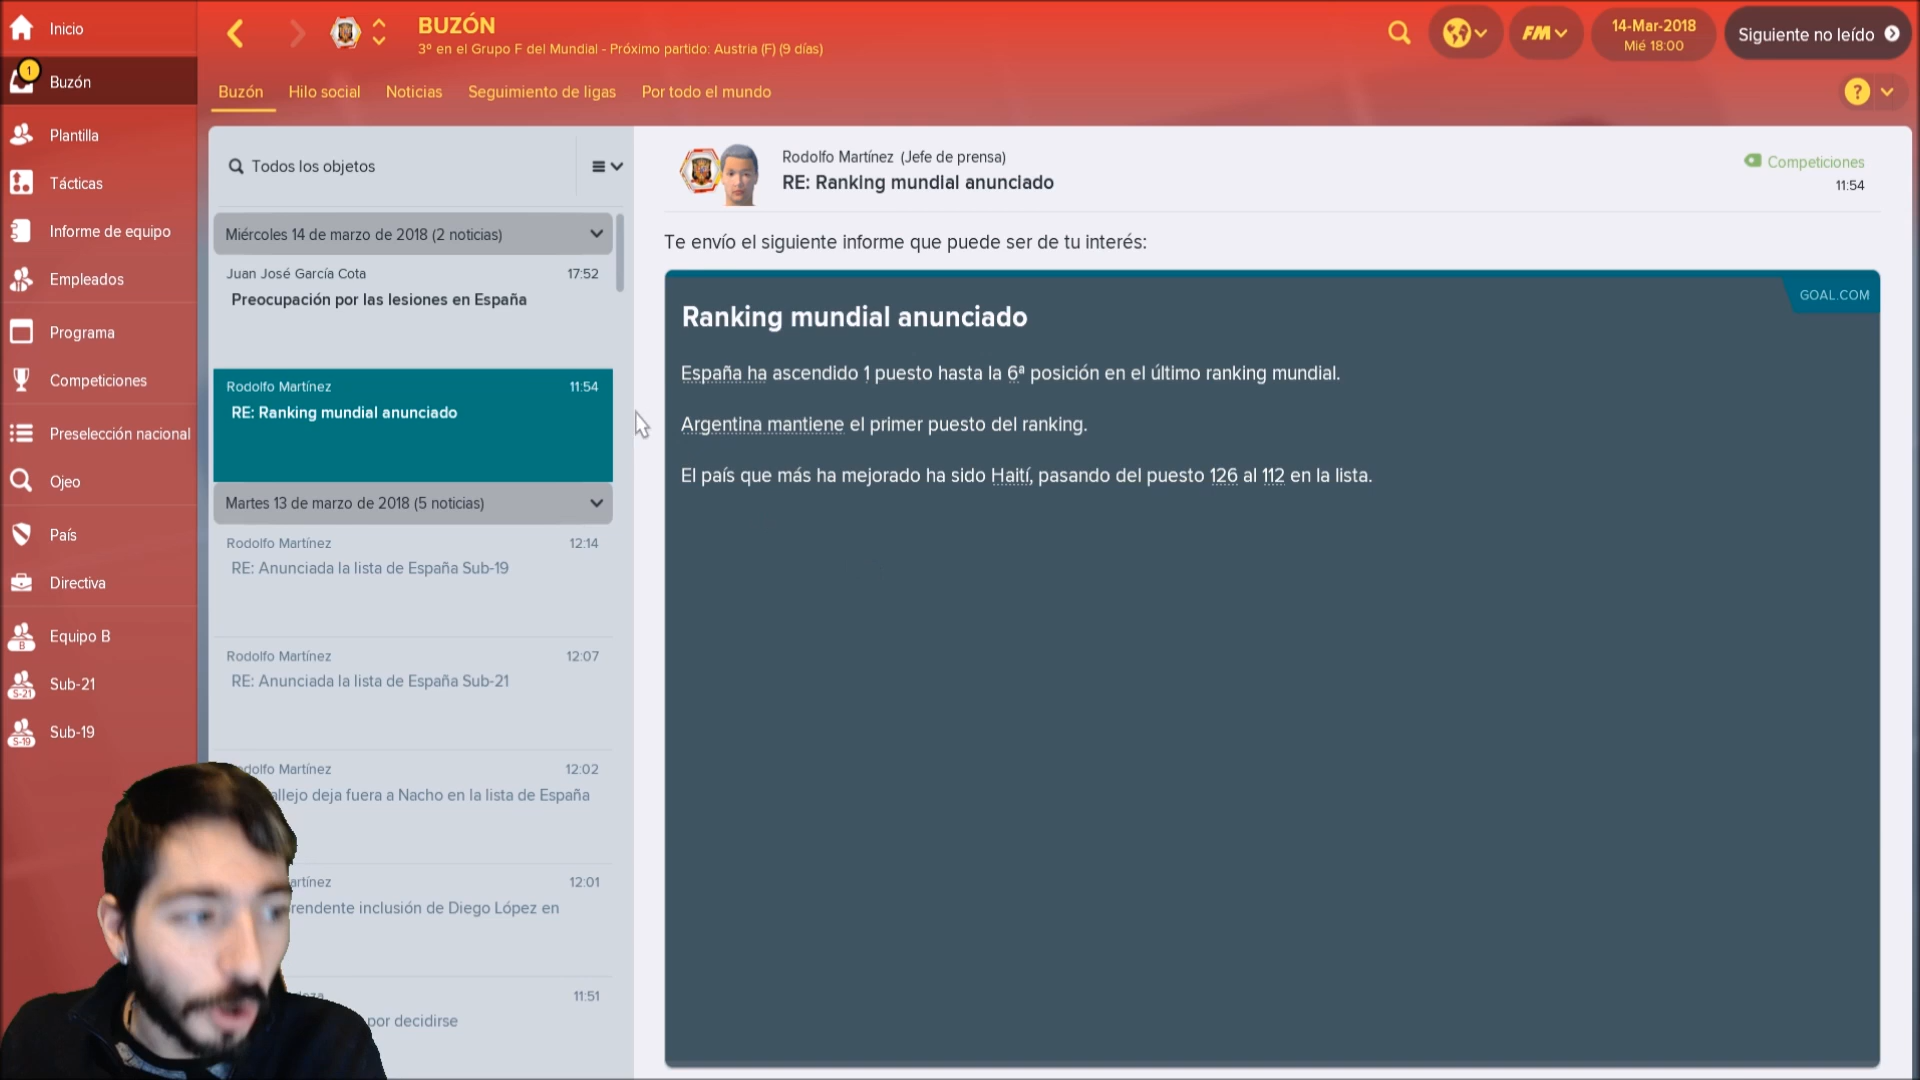 Inicio
1
Buzón
Plantilla
Tácticas
Informe de equipo
Empleados
Programa
Competiciones
Preselección nacional
Ojeo
País
Directiva
Equipo B
Sub-21
Sub-19
B
S-21
S-19
BUZÓN
3º en el Grupo F del Mundial - Próximo partido: Austria (F) (9 días)
FM
14-Mar-2018
Mié 18:00
Siguiente no leído
Buzón
Hilo social
Noticias
Seguimiento de ligas
Por todo el mundo
?
Todos los objetos
Miércoles 14 de marzo de 2018 (2 noticias)
Juan José García Cota 17:52
Preocupación por las lesiones en España
Rodolfo Martínez 11:54
RE: Ranking mundial anunciado
Martes 13 de marzo de 2018 (5 noticias)
Rodolfo Martínez 12:14
RE: Anunciada la lista de España Sub-19
Rodolfo Martínez 12:07
RE: Anunciada la lista de España Sub-21
dolfo Martínez 12:02
allejo deja fuera a Nacho en la lista de España
artínez 12:01
rendente inclusión de Diego López en
11:51
por decidirse
Rodolfo Martínez (Jefe de prensa)
RE: Ranking mundial anunciado
Competiciones
11:54
Te envío el siguiente informe que puede ser de tu interés:
GOAL.COM
Ranking mundial anunciado
España ha ascendido 1 puesto hasta la 6ª posición en el último ranking mundial.
Argentina mantiene el primer puesto del ranking.
El país que más ha mejorado ha sido Haití, pasando del puesto 126 al 112 en la lista.